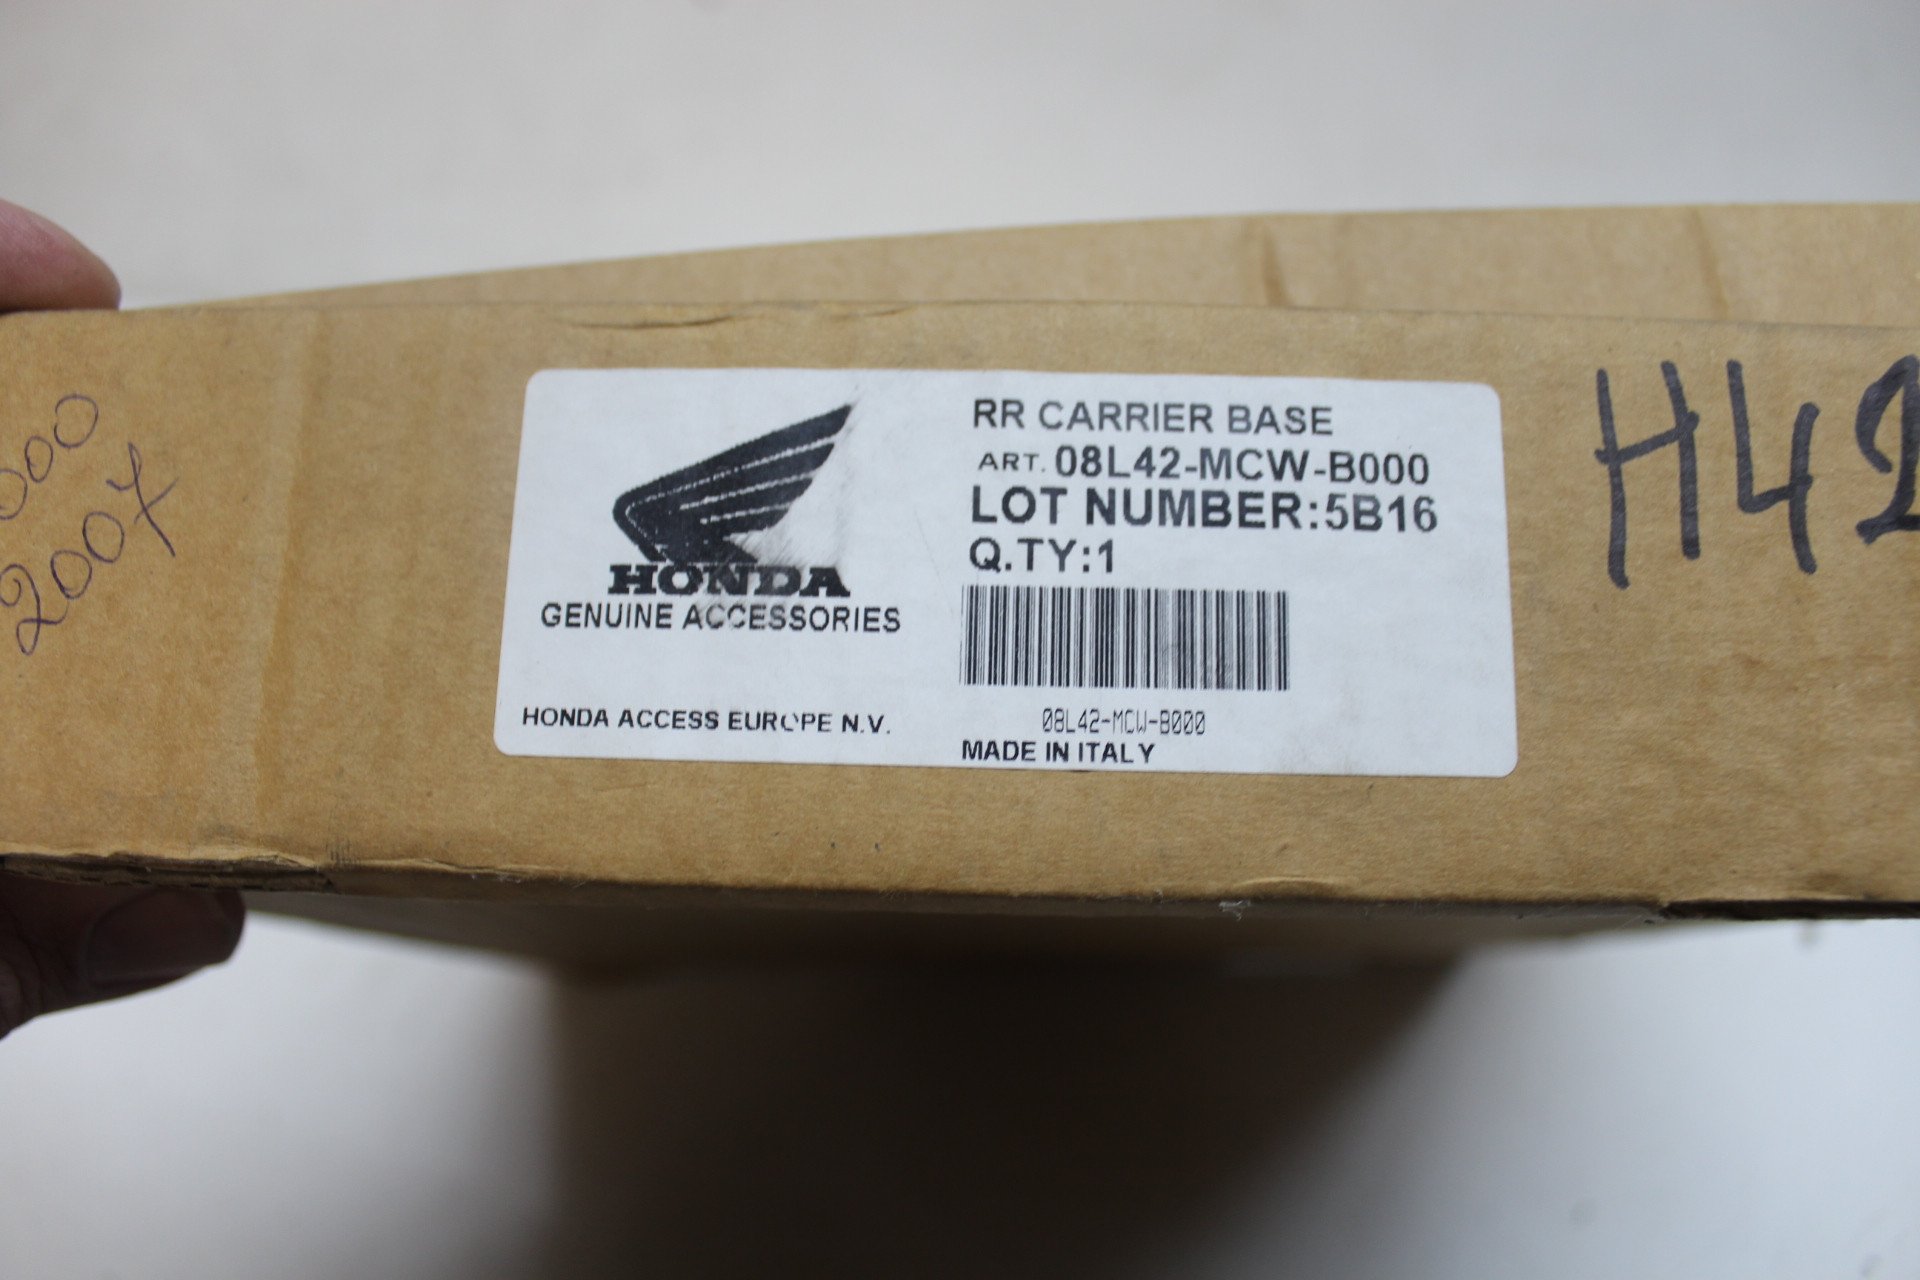 RR CARRIER BASE
ART. 08L42-MCW-B000
LOT NUMBER:5B16
Q.TY:1
HONDA
GENUINE ACCESSORIES
HONDA ACCESS EUROPE N.V.
08L42-MCW-B000
MADE IN ITALY
000
2007
H42